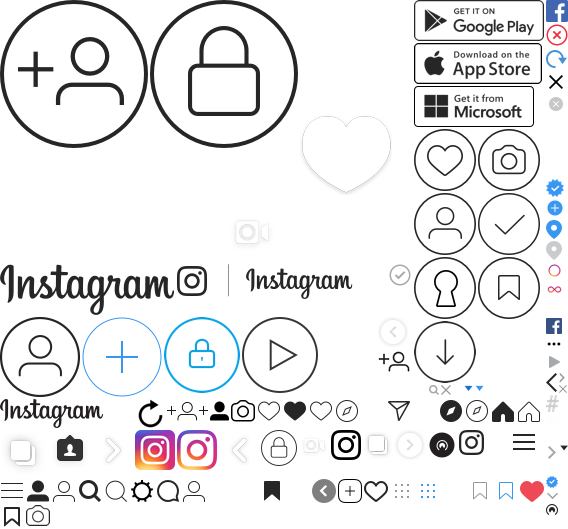 GET IT ON
Google Play
Download on the
App Store
Get it from
Microsoft
Instagram
Instagram
Instagram